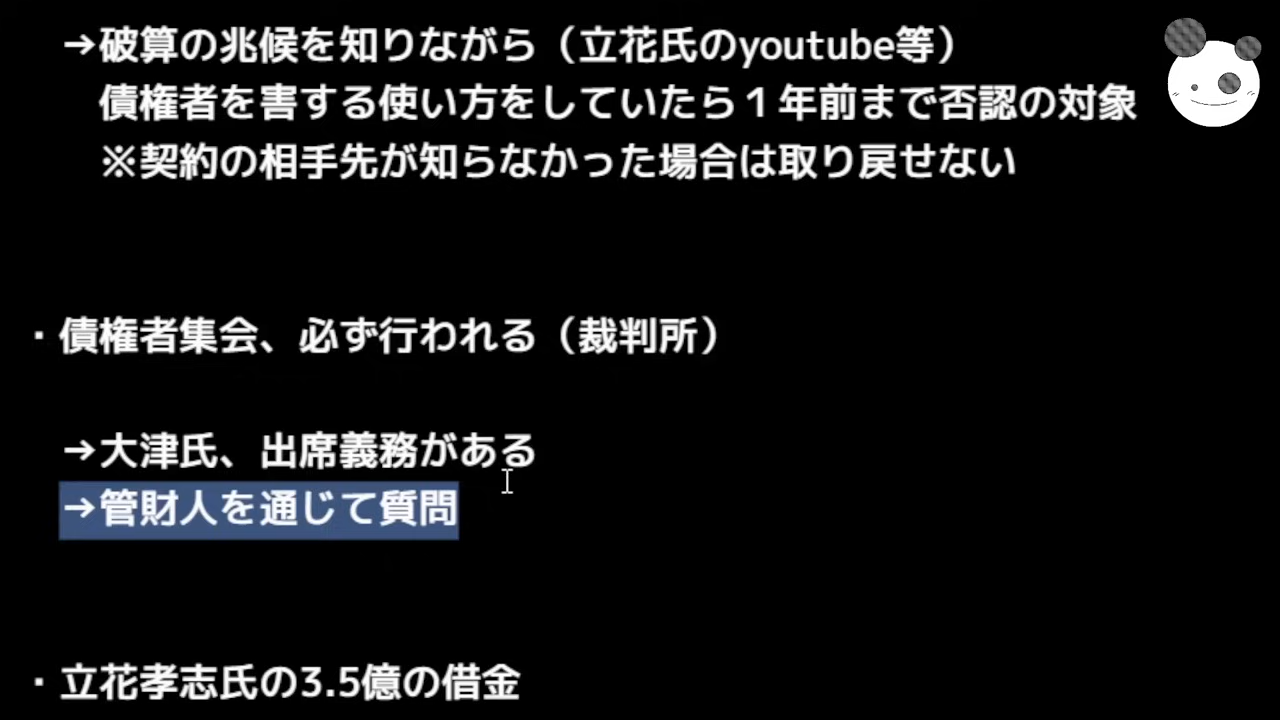 →破算の兆候を知りながら（立花氏のyoutube等）
債権者を害する使い方をしていたら１年前まで否認の対象
※契約の相手先が知らなかった場合は取り戻せない
・債権者集会、必ず行われる（裁判所）
→大津氏、出席義務がある
→管財人を通じて質問
・立花孝志氏の3.5億の借金